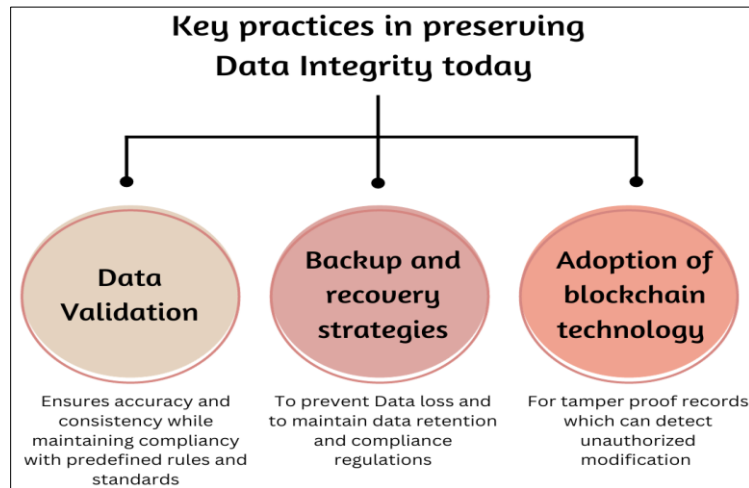 Key practices in preserving
Data Integrity today
Data
Validation
Backup and
recovery
strategies
Adoption of
blockchain
technology
Ensures accuracy and
consistency while
maintaining compliancy
with predefined rules and
standards
To prevent Data loss and
to maintain data retention
and compliance
regulations
For tamper proof records
which can detect
unauthorized
modification